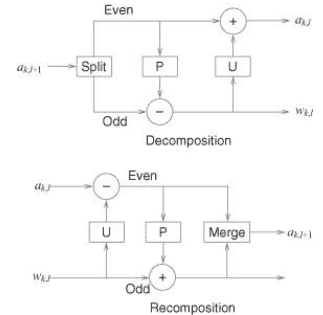 Even
+
a_{k,l}
a_{k,l+1}
Split
P
U
Odd
−
w_{k,l}
Decomposition
a_{k,l}
−
Even
U
P
Merge
a_{k,l+1}
w_{k,l}
Odd
+
Recomposition